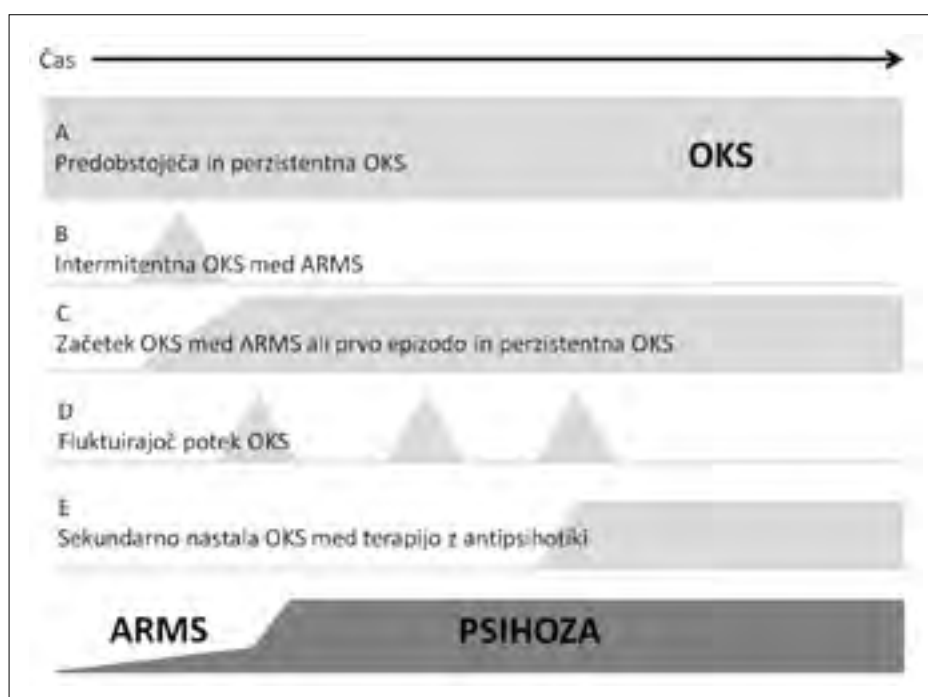 Čas
A
Predobstoječa in perzistentna OKS
OKS
B
Intermitentna OKS med ARMS
C
Začetek OKS med ARMS ali prvo epizodo in perzistentna OKS
D
Fluktuirajoč potek OKS
E
Sekundarno nastala OKS med terapijo z antipsihotiki
ARMS
PSIHOZA